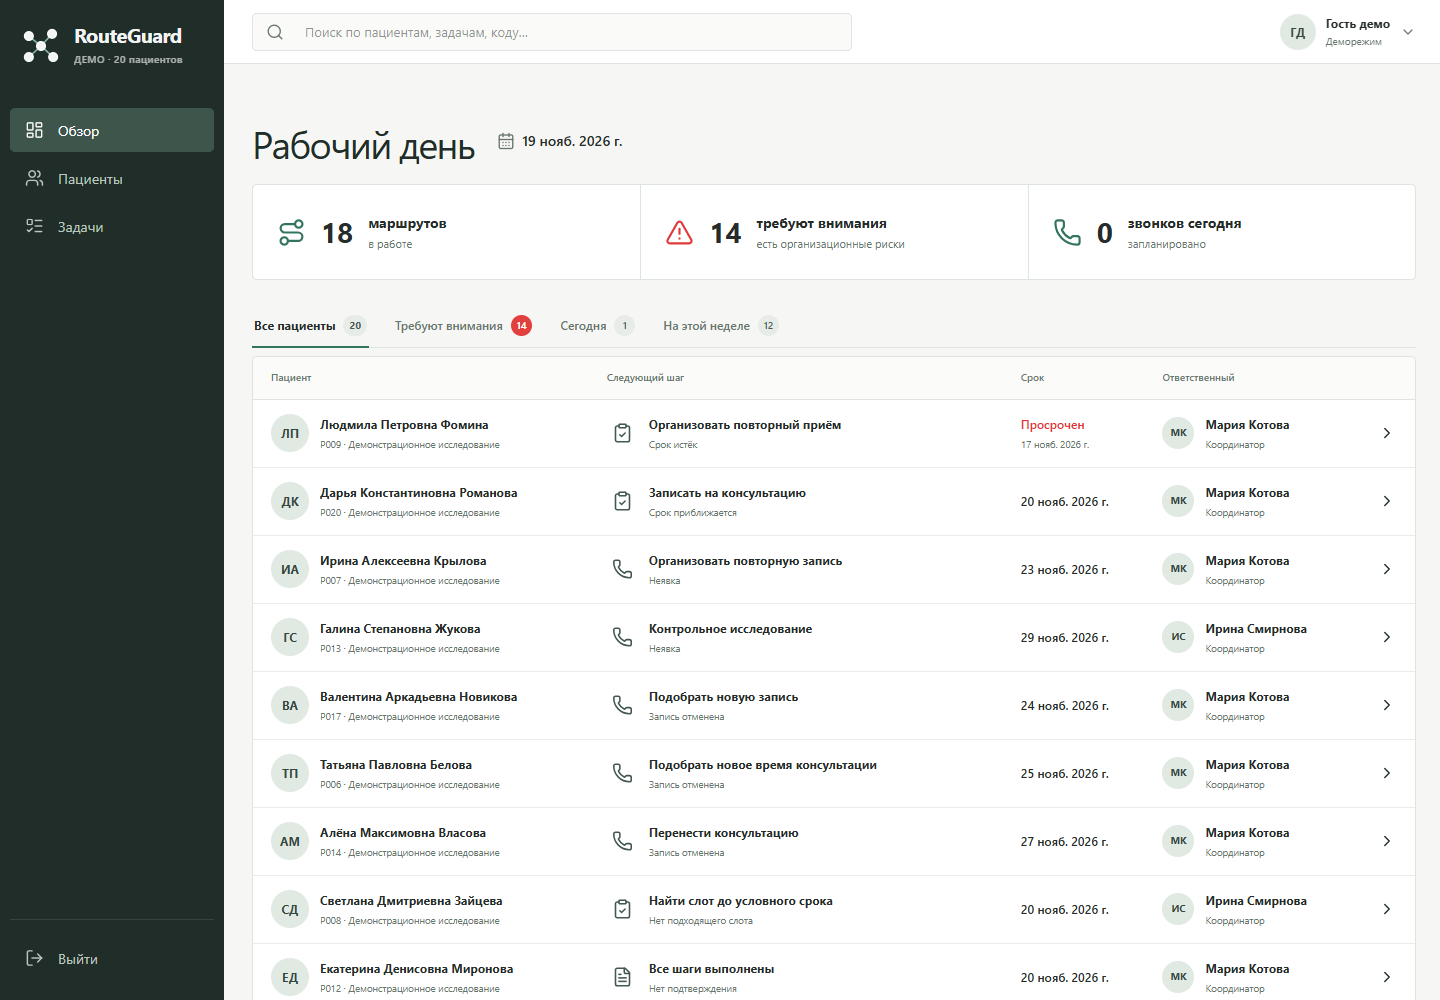 RouteGuard
ДЕМО · 20 пациентов
Обзор
Пациенты
Задачи
Выйти
Поиск по пациентам, задачам, коду...
ГД
Гость демо
Деморежим
Рабочий день
19 нояб. 2026 г.
18
маршрутов
в работе
14
требуют внимания
есть организационные риски
0
звонков сегодня
запланировано
Все пациенты 20
Требуют внимания 14
Сегодня 1
На этой неделе 12
Пациент Следующий шаг Срок Ответственный
ЛП Людмила Петровна Фомина Организовать повторный приём Просрочен МК Мария Котова
P009 · Демонстрационное исследование Срок истёк 17 нояб. 2026 г. Координатор
ДК Дарья Константиновна Романова Записать на консультацию 20 нояб. 2026 г. МК Мария Котова
P020 · Демонстрационное исследование Срок приближается Координатор
ИА Ирина Алексеевна Крылова Организовать повторную запись 23 нояб. 2026 г. МК Мария Котова
P007 · Демонстрационное исследование Неявка Координатор
ГС Галина Степановна Жукова Контрольное исследование 29 нояб. 2026 г. ИС Ирина Смирнова
P013 · Демонстрационное исследование Неявка Координатор
ВА Валентина Аркадьевна Новикова Подобрать новую запись 24 нояб. 2026 г. МК Мария Котова
P017 · Демонстрационное исследование Запись отменена Координатор
ТП Татьяна Павловна Белова Подобрать новое время консультации 25 нояб. 2026 г. МК Мария Котова
P006 · Демонстрационное исследование Запись отменена Координатор
АМ Алёна Максимовна Власова Перенести консультацию 27 нояб. 2026 г. МК Мария Котова
P014 · Демонстрационное исследование Запись отменена Координатор
СД Светлана Дмитриевна Зайцева Найти слот до условного срока 20 нояб. 2026 г. ИС Ирина Смирнова
P008 · Демонстрационное исследование Нет подходящего слота Координатор
ЕД Екатерина Денисовна Миронова Все шаги выполнены 20 нояб. 2026 г. МК Мария Котова
P012 · Демонстрационное исследование Нет подтверждения Координатор